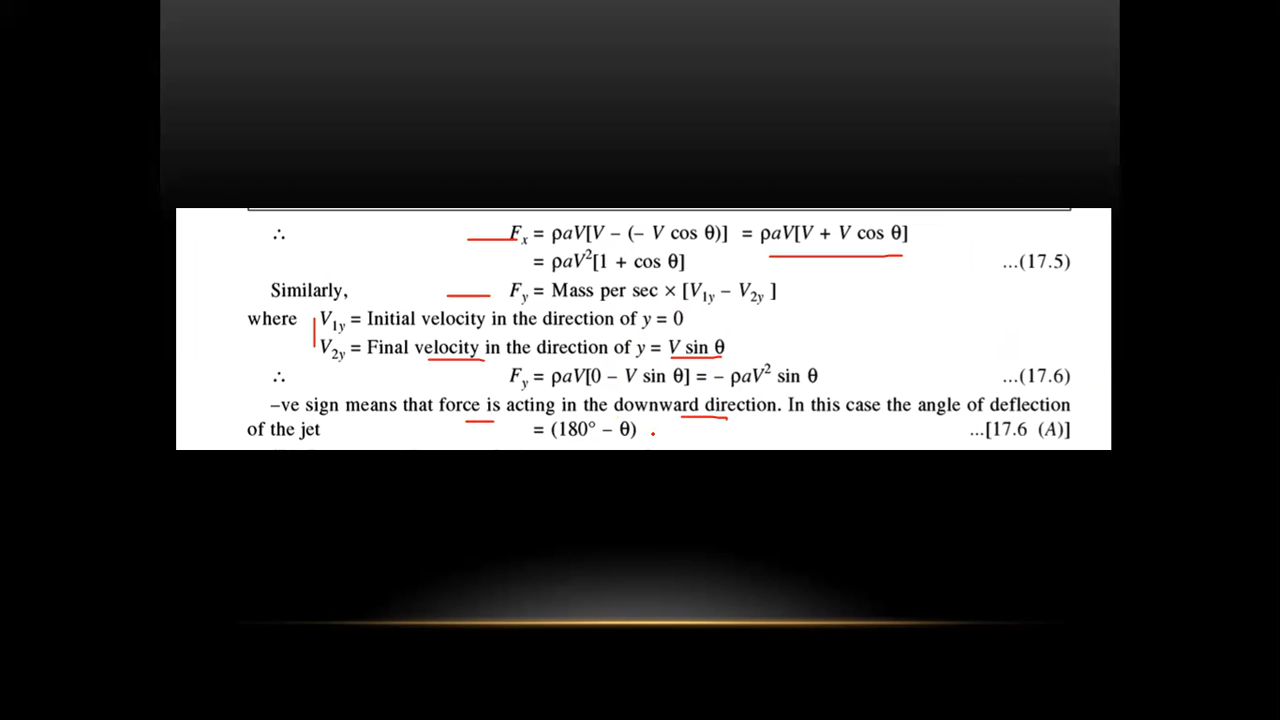 ∴ Fₓ = ρaV[V – (– V cos θ)] = ρaV[V + V cos θ]
= ρaV²[1 + cos θ] ...(17.5)
Similarly, F_y = Mass per sec × [V_1y – V_2y ]
where V_1y = Initial velocity in the direction of y = 0
V_2y = Final velocity in the direction of y = V sin θ
∴ F_y = ρaV[0 – V sin θ] = – ρaV² sin θ ...(17.6)
–ve sign means that force is acting in the downward direction. In this case the angle of deflection
of the jet = (180° – θ) ...[17.6 (A)]